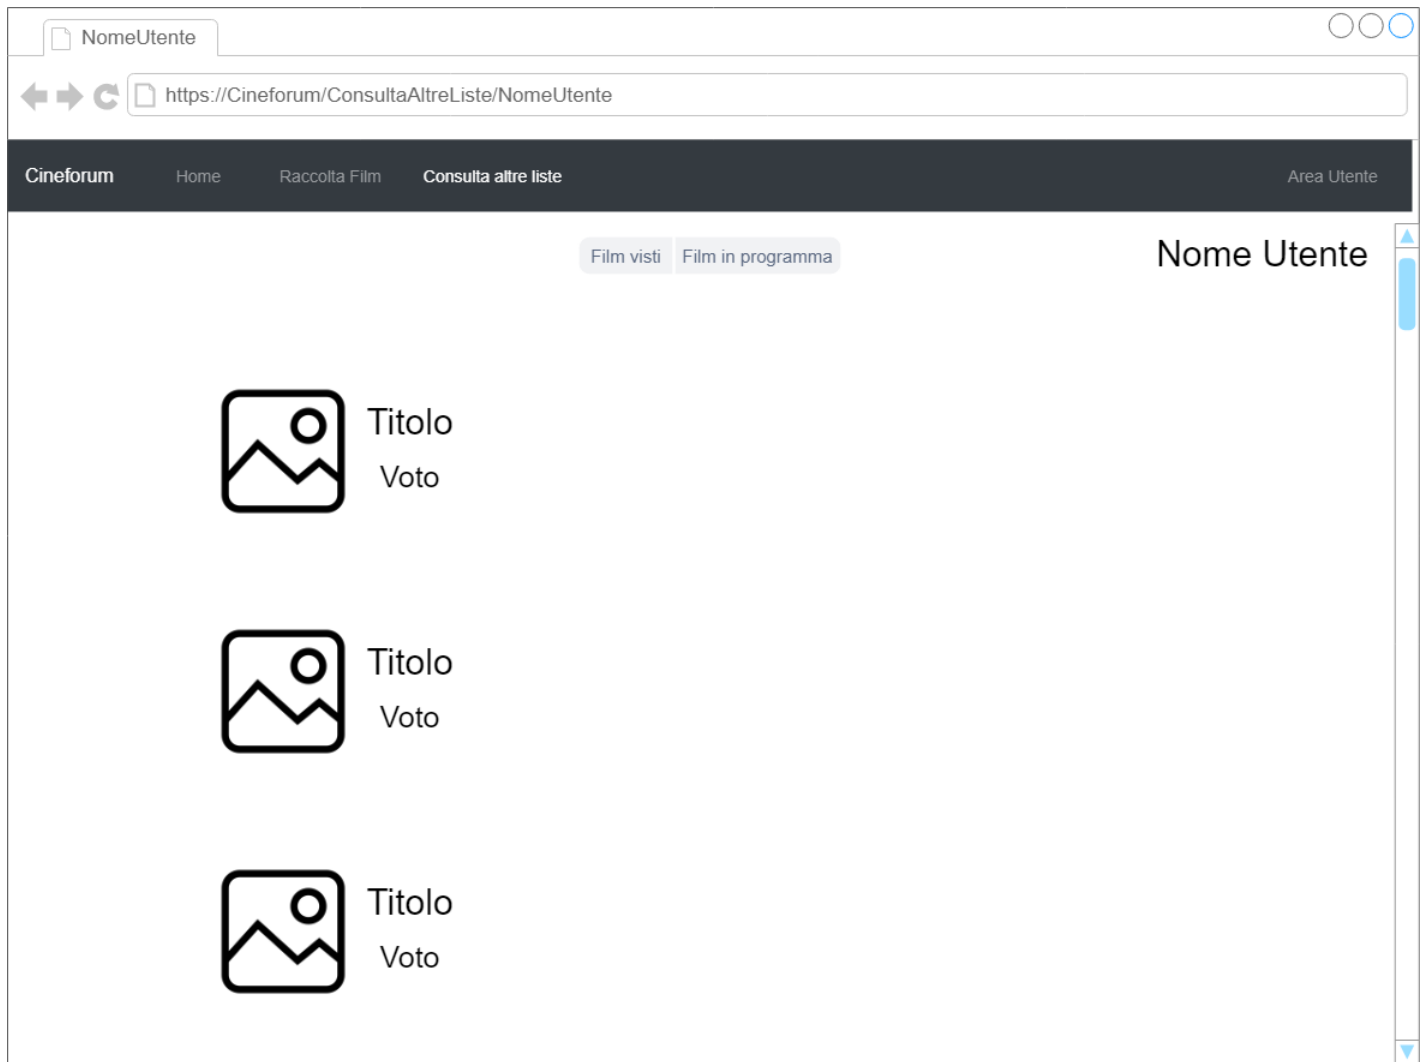 NomeUtente
https://Cineforum/ConsultaAltreListe/NomeUtente
Cineforum Home Raccolta Film Consulta altre liste Area Utente
Film visti Film in programma Nome Utente
Titolo
Voto
Titolo
Voto
Titolo
Voto